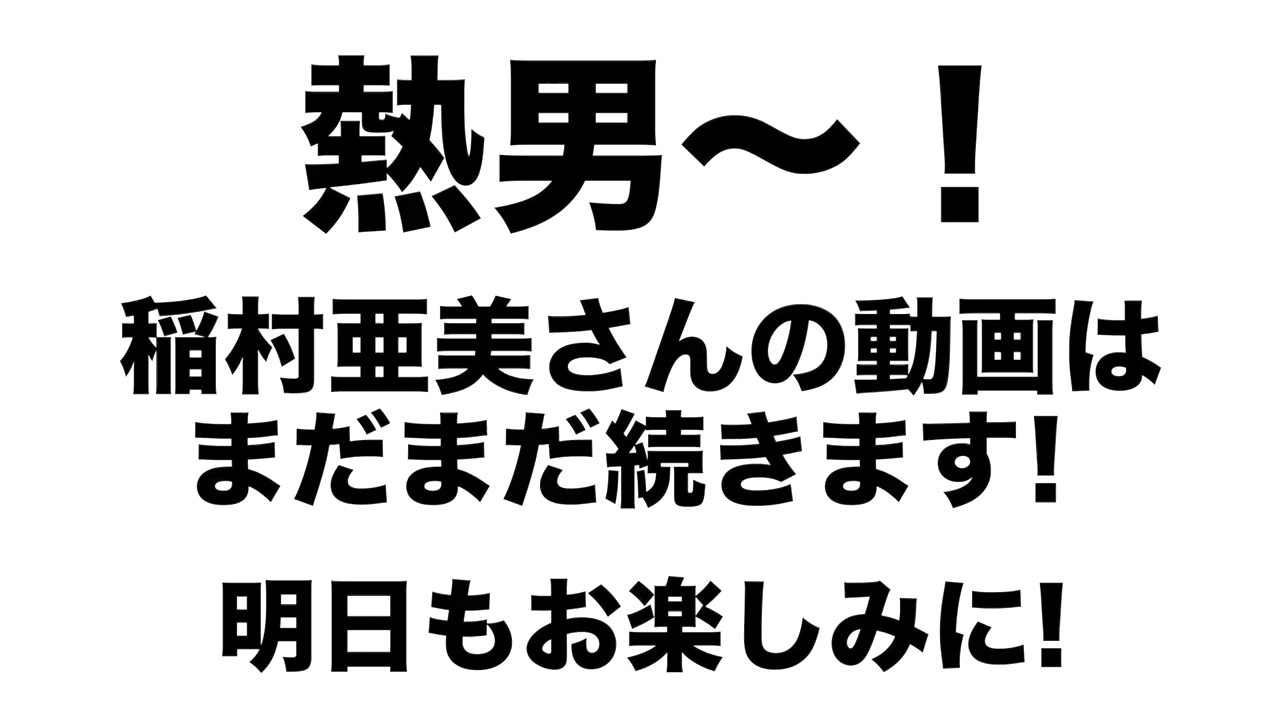 熱男〜！
稲村亜美さんの動画は
まだまだ続きます!
明日もお楽しみに!